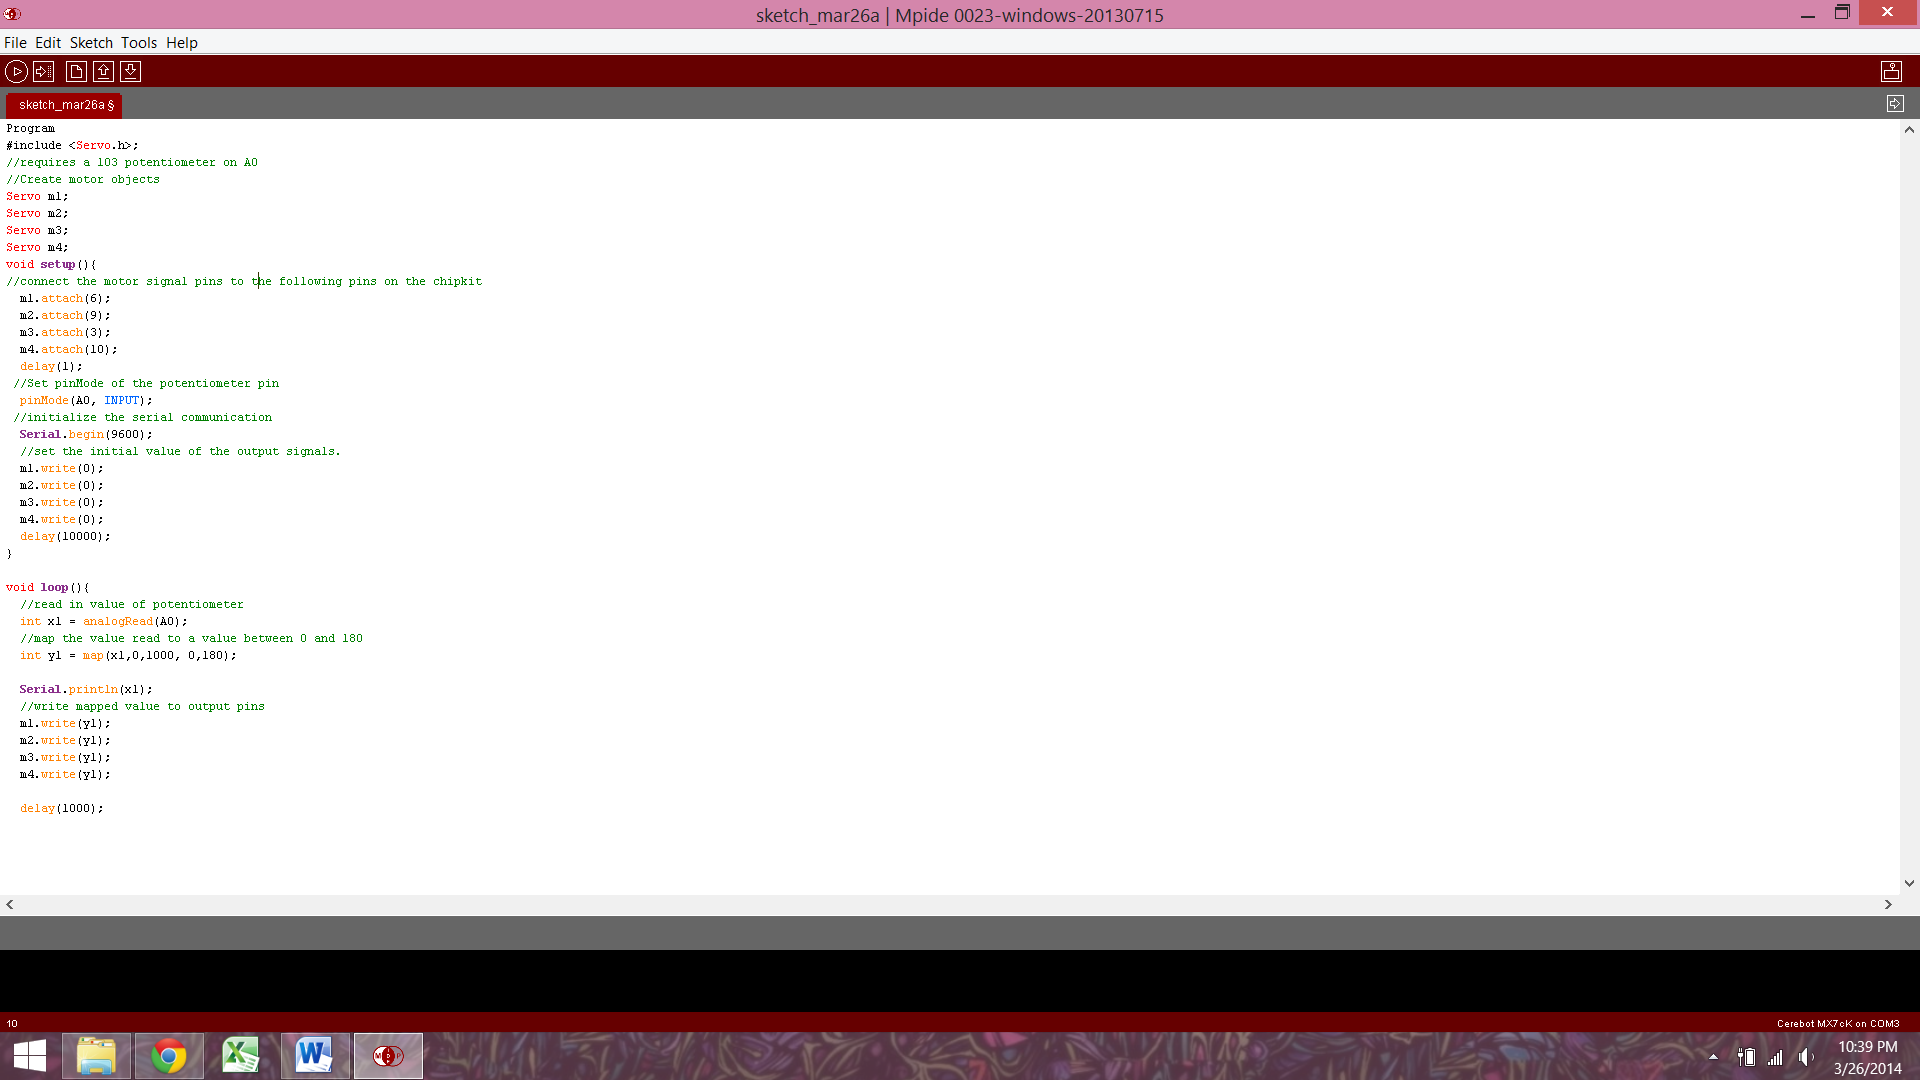 sketch_mar26a | Mpide 0023-windows-20130715
File Edit Sketch Tools Help
sketch_mar26a §
Program
#include <Servo.h>;
//requires a 103 potentiometer on A0
//Create motor objects
Servo m1;
Servo m2;
Servo m3;
Servo m4;
void setup(){
//connect the motor signal pins to the following pins on the chipkit
  m1.attach(6);
  m2.attach(9);
  m3.attach(3);
  m4.attach(10);
  delay(1);
 //Set pinMode of the potentiometer pin
  pinMode(A0, INPUT);
 //initialize the serial communication
  Serial.begin(9600);
  //set the initial value of the output signals.
  m1.write(0);
  m2.write(0);
  m3.write(0);
  m4.write(0);
  delay(10000);
}
void loop(){
  //read in value of potentiometer
  int x1 = analogRead(A0);
  //map the value read to a value between 0 and 180
  int y1 = map(x1,0,1000, 0,180);
  Serial.println(x1);
  //write mapped value to output pins
  m1.write(y1);
  m2.write(y1);
  m3.write(y1);
  m4.write(y1);
  delay(1000);
10
Cerebot MX7cK on COM3
10:39 PM
3/26/2014